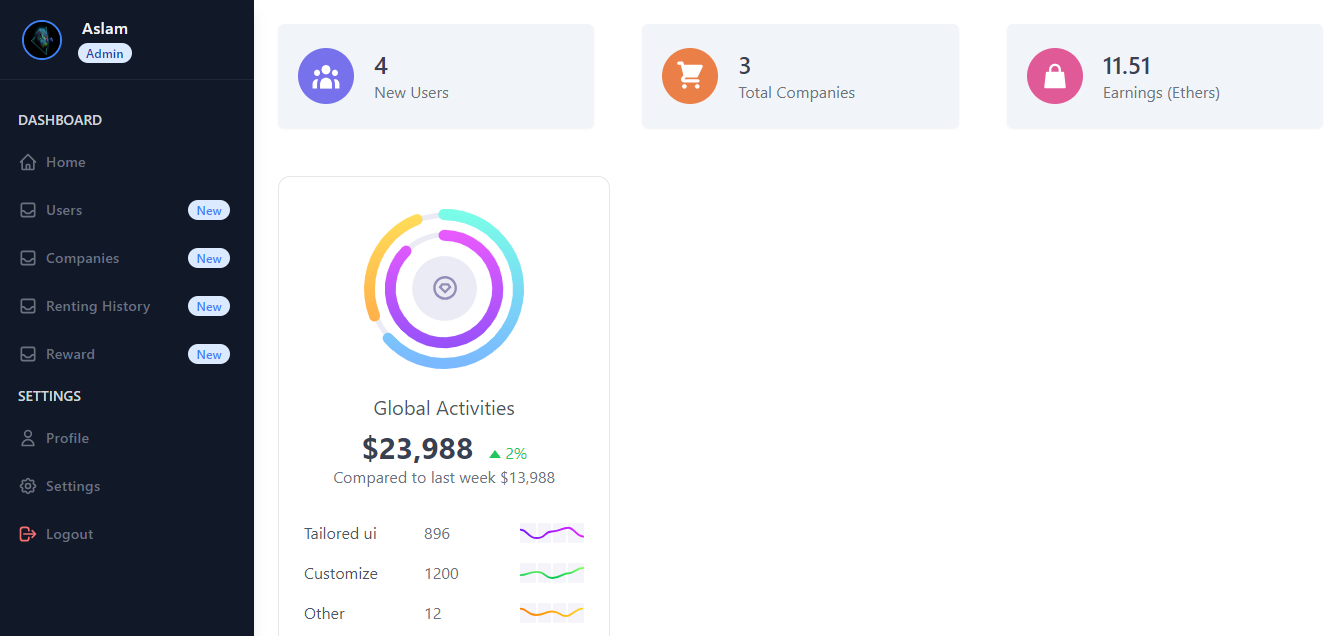 Aslam
Admin
DASHBOARD
Home
Users New
Companies New
Renting History New
Reward New
SETTINGS
Profile
Settings
Logout
4
New Users
3
Total Companies
11.51
Earnings (Ethers)
Global Activities
$23,988 2%
Compared to last week $13,988
Tailored ui 896
Customize 1200
Other 12